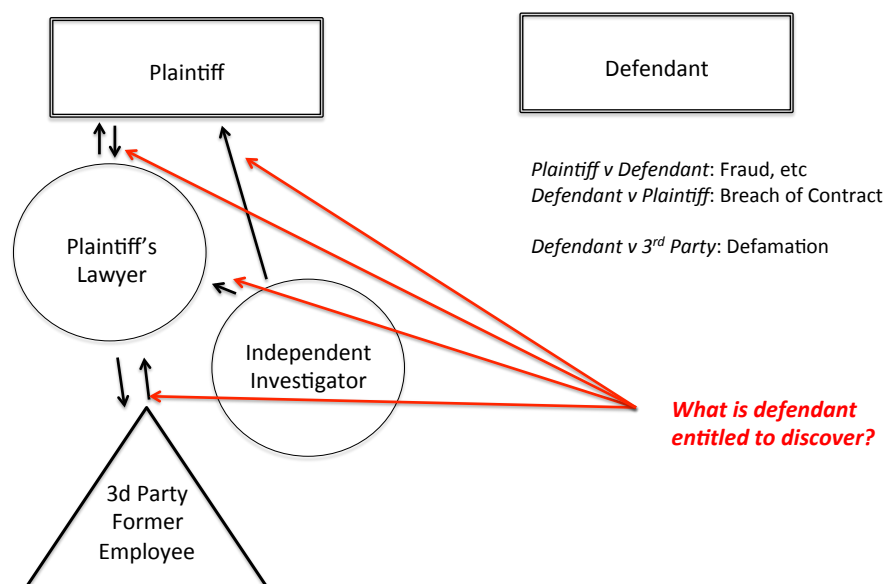 Plaintiff
Defendant
Plaintiff v Defendant: Fraud, etc
Defendant v Plaintiff: Breach of Contract
Defendant v 3rd Party: Defamation
Plaintiff's
Lawyer
Independent
Investigator
What is defendant
entitled to discover?
3d Party
Former
Employee